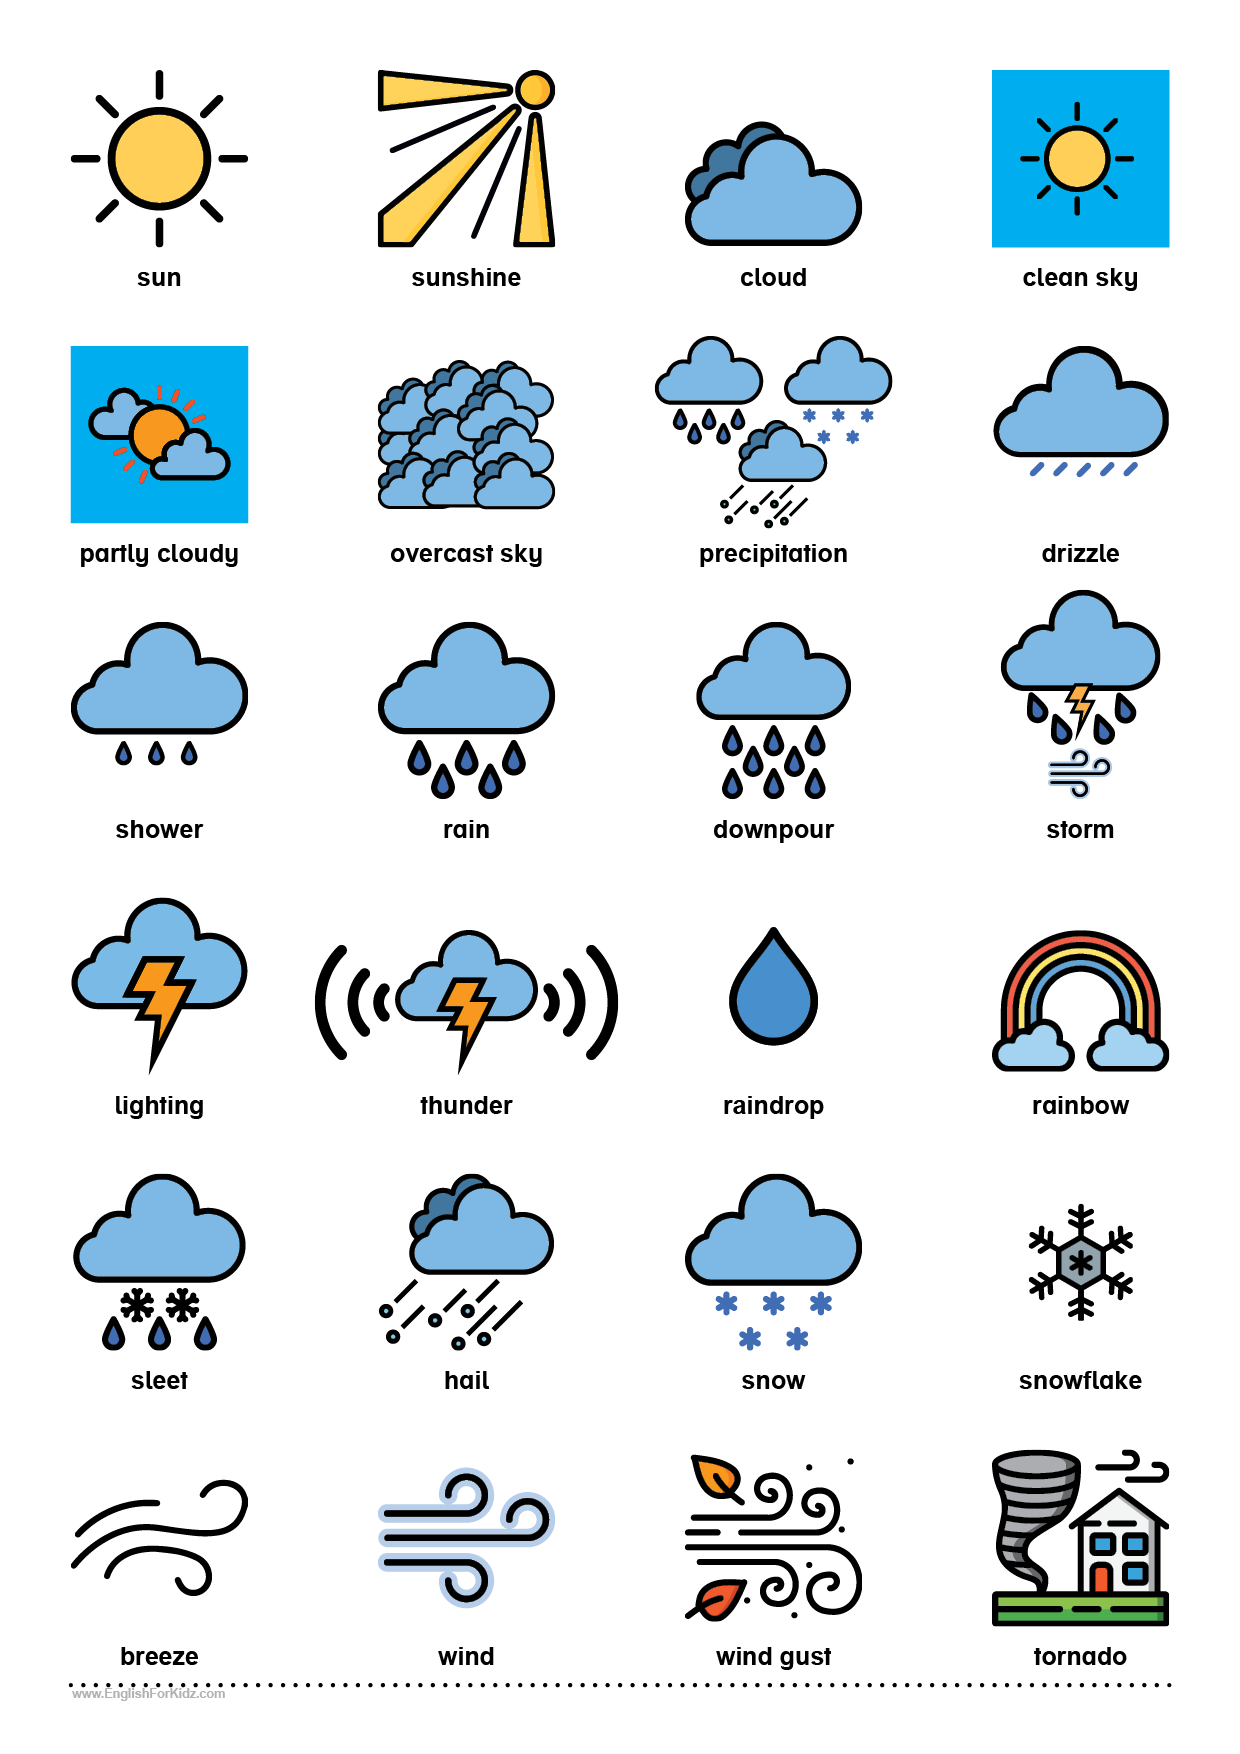 sun
sunshine
cloud
clean sky
partly cloudy
overcast sky
precipitation
drizzle
shower
rain
downpour
storm
lighting
thunder
raindrop
rainbow
sleet
hail
snow
snowflake
breeze
wind
wind gust
tornado
www.EnglishForKidz.com